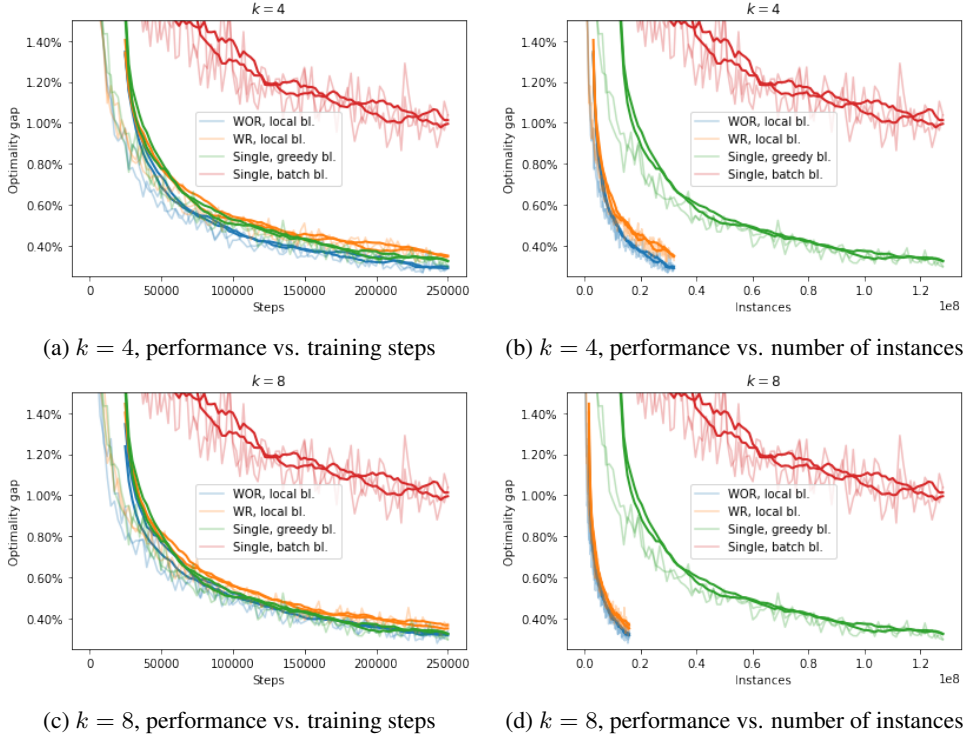 k = 4
1.40%
1.20%
1.00%
0.80%
0.60%
0.40%
Optimality gap
WOR, local bl.
WR, local bl.
Single, greedy bl.
Single, batch bl.
0 50000 100000 150000 200000 250000
Steps
(a) k = 4, performance vs. training steps
k = 4
1.40%
1.20%
1.00%
0.80%
0.60%
0.40%
Optimality gap
WOR, local bl.
WR, local bl.
Single, greedy bl.
Single, batch bl.
0.0 0.2 0.4 0.6 0.8 1.0 1.2
1e8
Instances
(b) k = 4, performance vs. number of instances
k = 8
1.40%
1.20%
1.00%
0.80%
0.60%
0.40%
Optimality gap
WOR, local bl.
WR, local bl.
Single, greedy bl.
Single, batch bl.
0 50000 100000 150000 200000 250000
Steps
(c) k = 8, performance vs. training steps
k = 8
1.40%
1.20%
1.00%
0.80%
0.60%
0.40%
Optimality gap
WOR, local bl.
WR, local bl.
Single, greedy bl.
Single, batch bl.
0.0 0.2 0.4 0.6 0.8 1.0 1.2
1e8
Instances
(d) k = 8, performance vs. number of instances